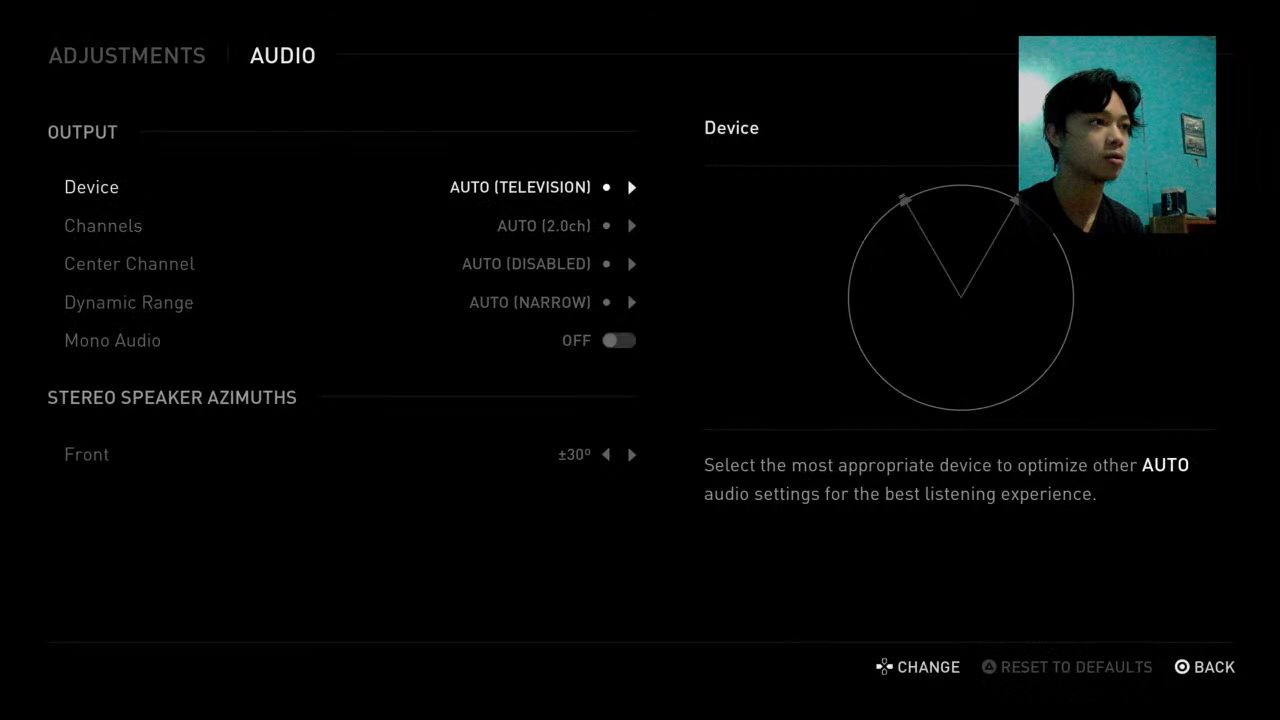 ADJUSTMENTS AUDIO
OUTPUT
Device AUTO (TELEVISION)
Channels AUTO (2.0ch)
Center Channel AUTO (DISABLED)
Dynamic Range AUTO (NARROW)
Mono Audio OFF
STEREO SPEAKER AZIMUTHS
Front ±30º
Device
Select the most appropriate device to optimize other AUTO
audio settings for the best listening experience.
CHANGE RESET TO DEFAULTS BACK